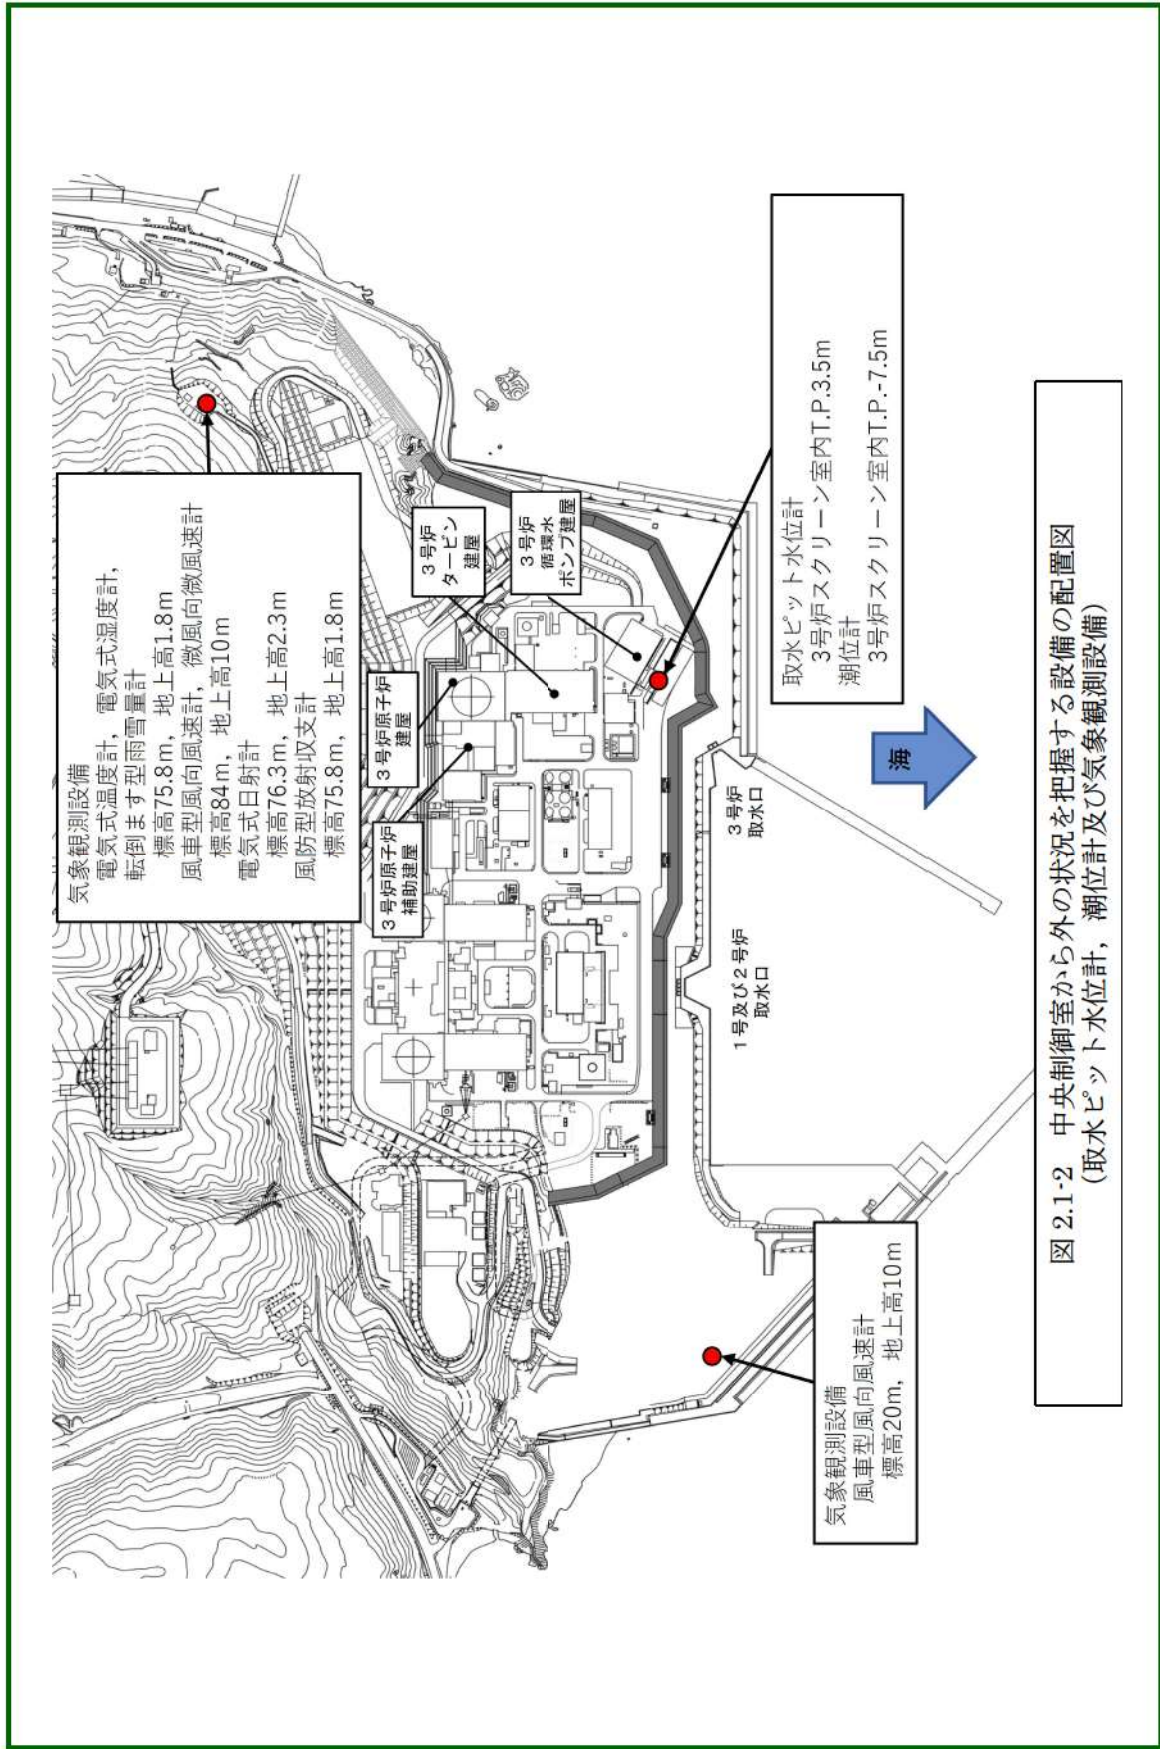 気象観測設備
電気式温度計，電気式湿度計，
転倒ます型雨雪量計
標高75.8m，地上高1.8m
風車型風向風速計，微風向微風速計
標高84m，地上高10m
電気式日射計
標高76.3m，地上高2.3m
風防型放射収支計
標高75.8m，地上高1.8m
3号炉原子炉
補助建屋
3号炉原子炉
建屋
3号炉
タービン
建屋
3号炉
循環水
ポンプ建屋
1号及び2号炉
取水口
3号炉
取水口
取水ピット水位計
3号炉スクリーン室内T.P.3.5m
潮位計
3号炉スクリーン室内T.P.-7.5m
海
気象観測設備
風車型風向風速計
標高20m，地上高10m
図 2.1-2　中央制御室から外の状況を把握する設備の配置図
(取水ピット水位計，潮位計及び気象観測設備)